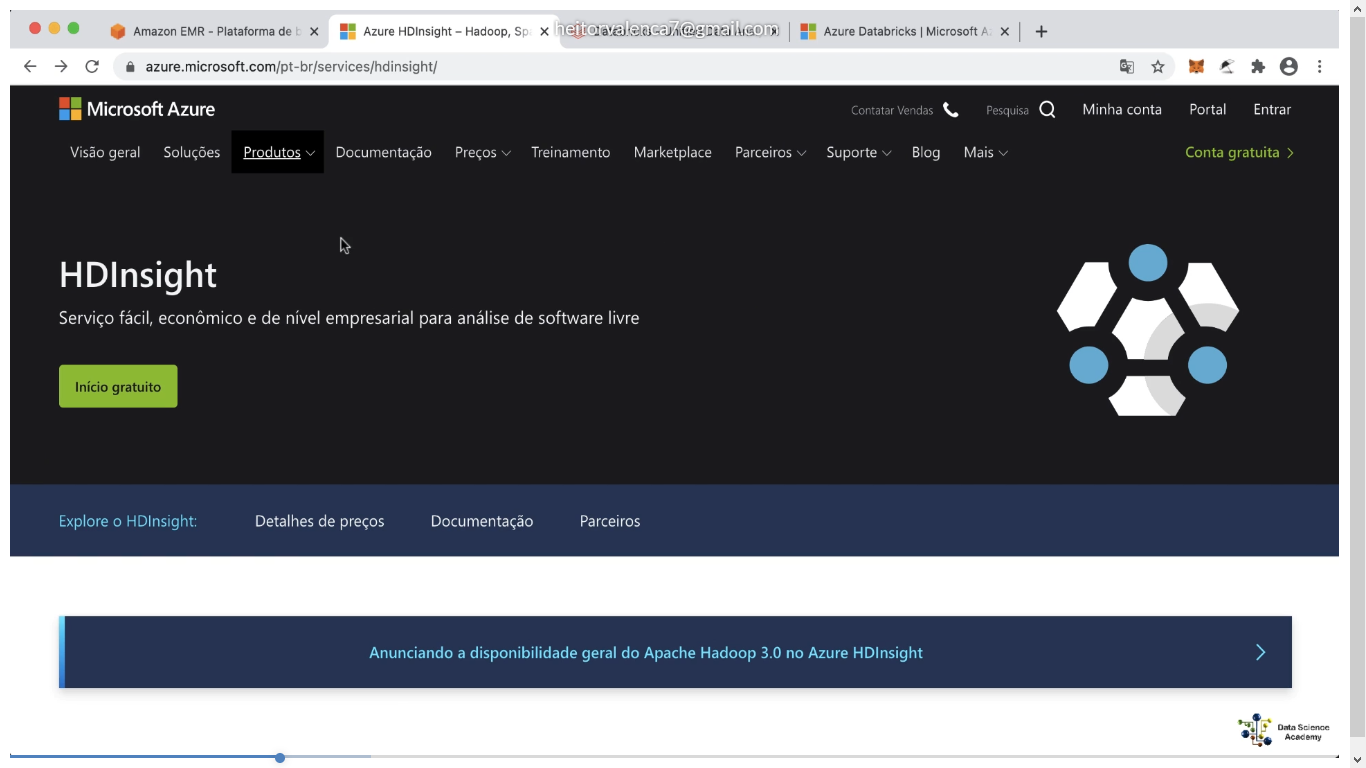 Amazon EMR - Plataforma de b
Azure HDInsight – Hadoop, Sp
heitorvalenca7@gmail.com
Azure Databricks | Microsoft A
azure.microsoft.com/pt-br/services/hdinsight/
Microsoft Azure
Contatar Vendas
Pesquisa
Minha conta
Portal
Entrar
Visão geral
Soluções
Produtos
Documentação
Preços
Treinamento
Marketplace
Parceiros
Suporte
Blog
Mais
Conta gratuita
HDInsight
Serviço fácil, econômico e de nível empresarial para análise de software livre
Início gratuito
Explore o HDInsight:
Detalhes de preços
Documentação
Parceiros
Anunciando a disponibilidade geral do Apache Hadoop 3.0 no Azure HDInsight
Data Science
Academy